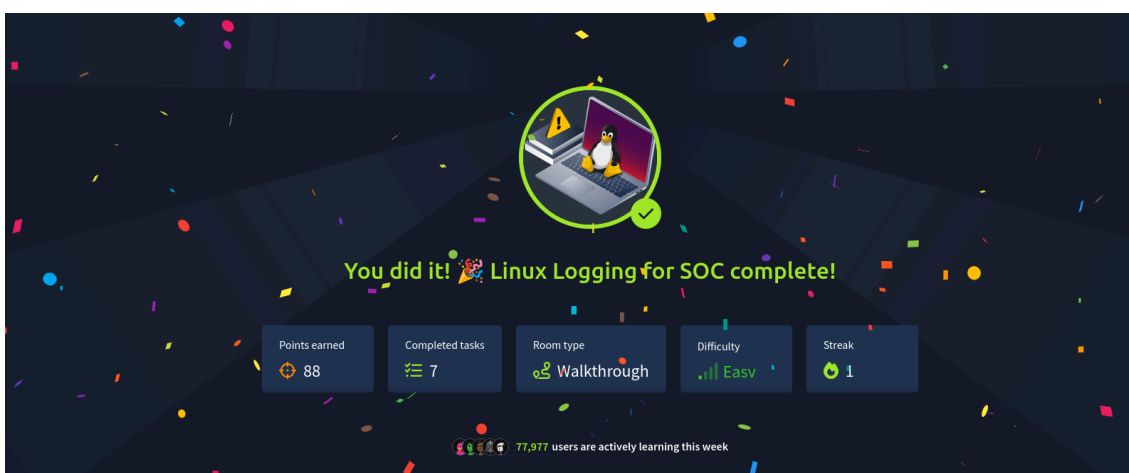 You did it! 🎉 Linux Logging for SOC complete!
Points earned
88
Completed tasks
7
Room type
Walkthrough
Difficulty
Easy
Streak
1
77,977 users are actively learning this week